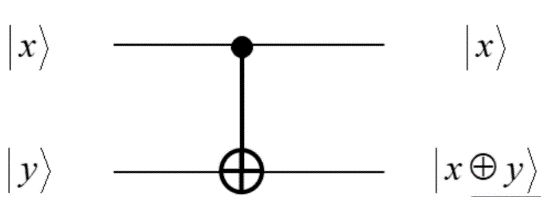 |x⟩ |x⟩
|y⟩ |x ⊕ y⟩